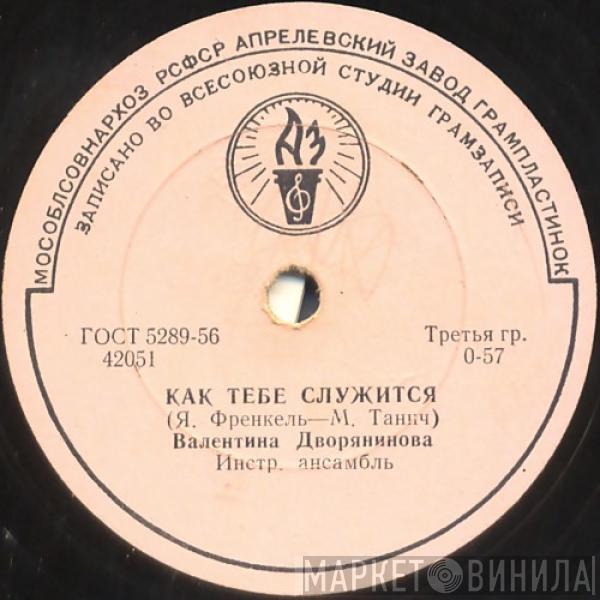 МОСОБЛСОВНАРХОЗ РСФСР АПРЕЛЕВСКИЙ ЗАВОД ГРАМПЛАСТИНОК
ЗАПИСАНО ВО ВСЕСОЮЗНОЙ СТУДИИ ГРАМЗАПИСИ
АЗ
ГОСТ 5289-56
42051
Третья гр.
0-57
КАК ТЕБЕ СЛУЖИТСЯ
(Я. Френкель—М. Танич)
Валентина Дворянинова
Инстр. ансамбль
МАРКЕТ ВИНИЛА